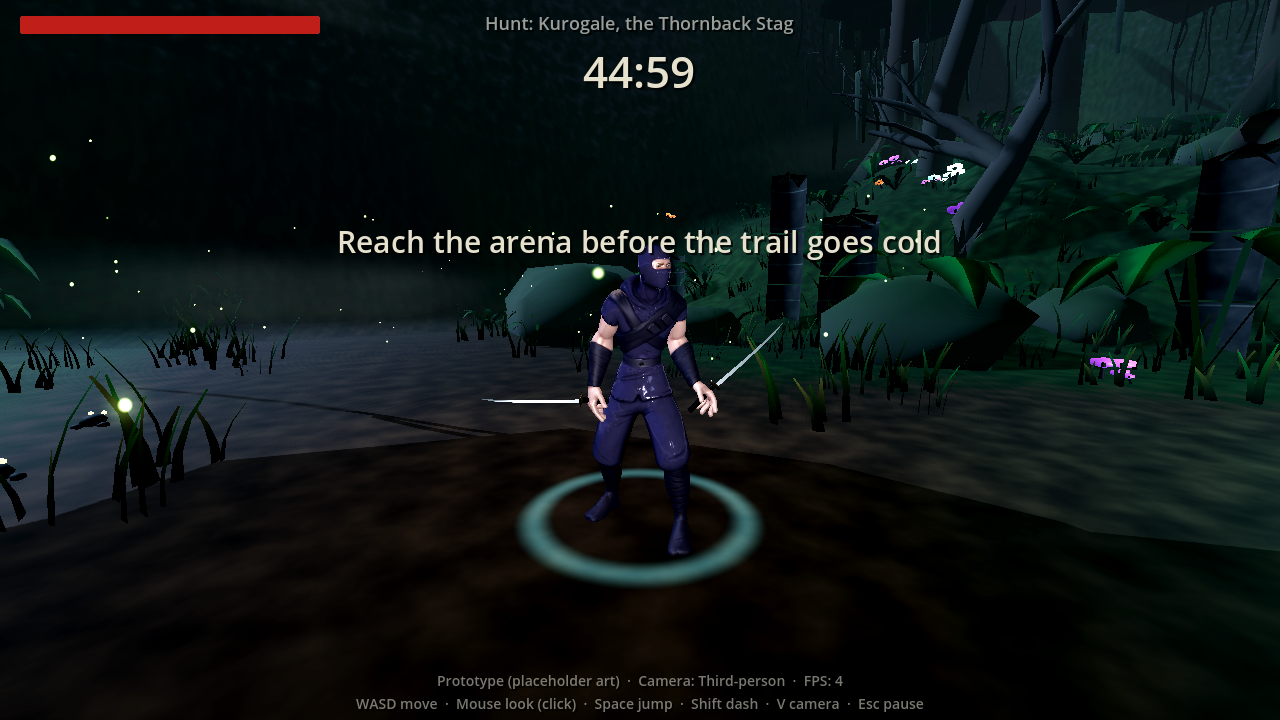 Hunt: Kurogale, the Thornback Stag
44:59
Reach the arena before the trail goes cold
Prototype (placeholder art) · Camera: Third-person · FPS: 4
WASD move · Mouse look (click) · Space jump · Shift dash · V camera · Esc pause